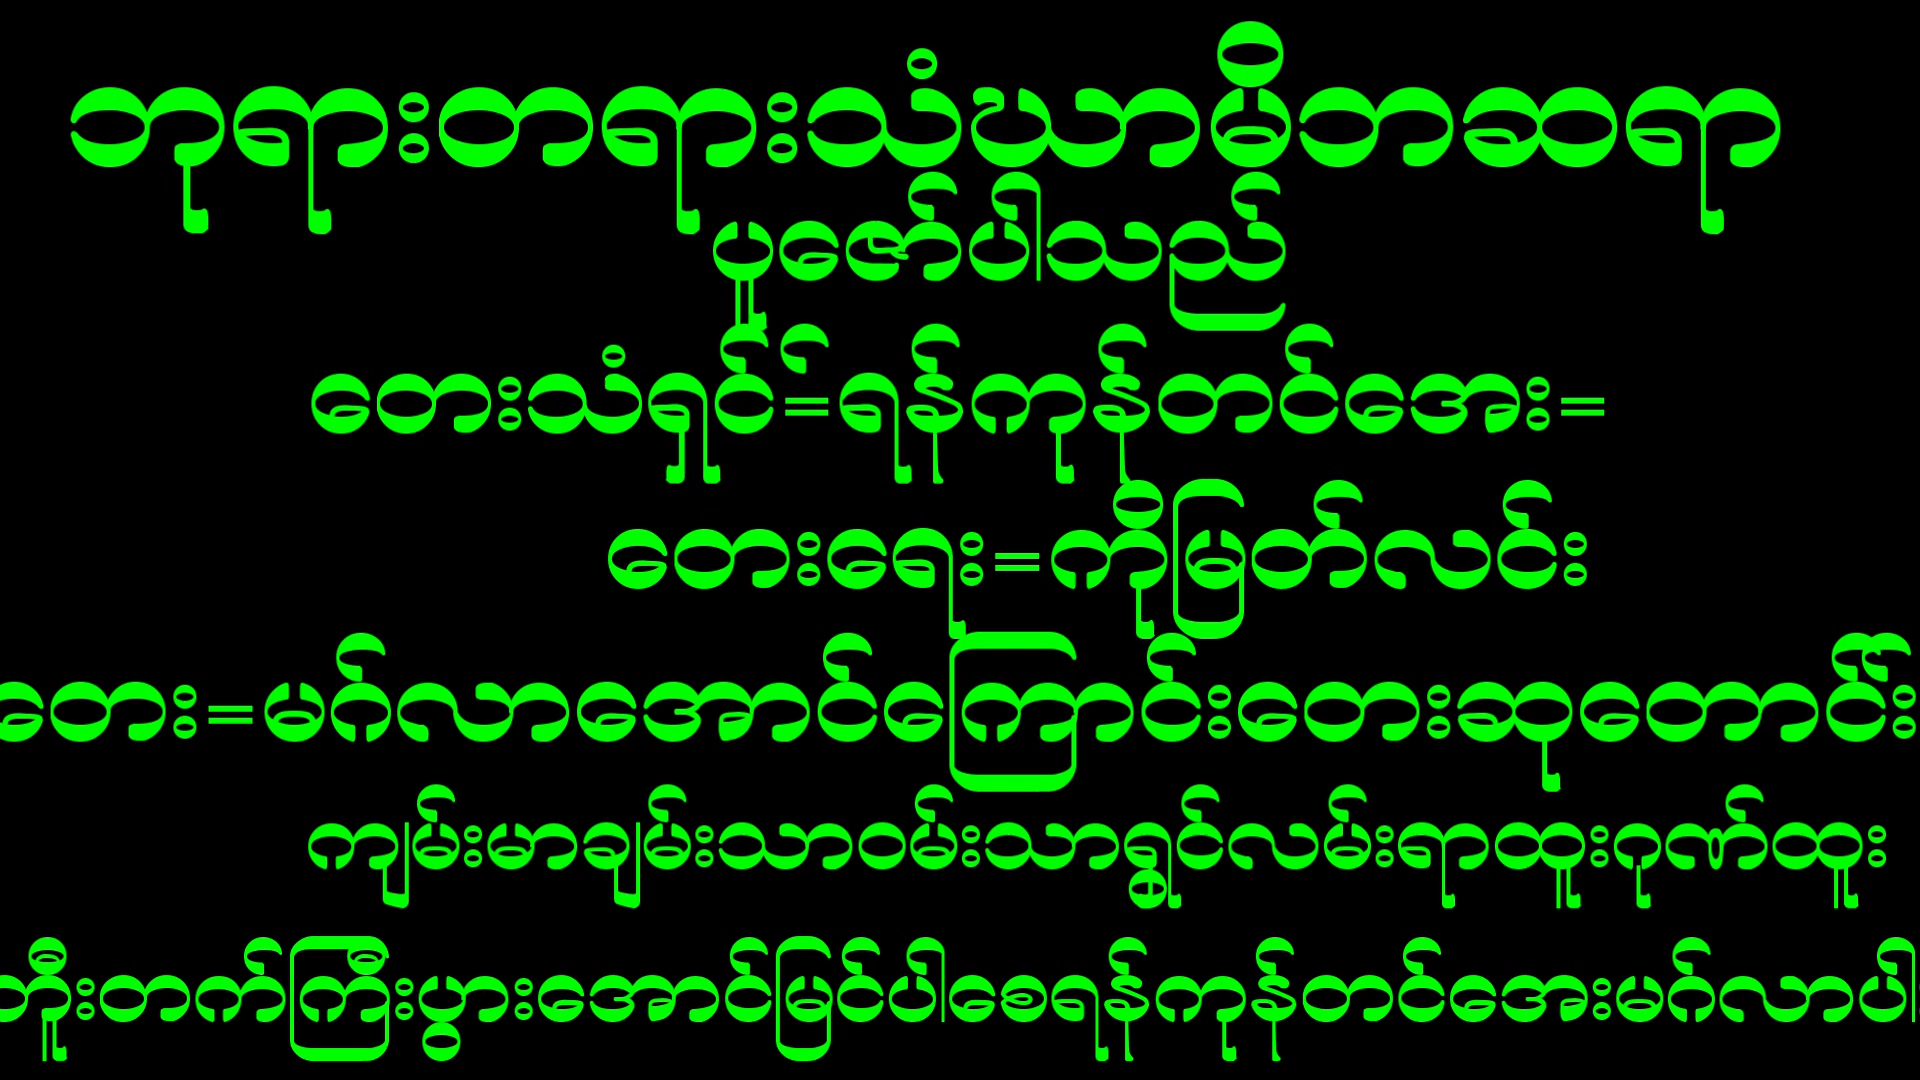 ဘုရားတရားသံဃာမိဘဆရာ
ပူဇော်ပါသည်
တေးသံရှင််=ရန်ကုန်တင်အေး=
တေးရေး=ကိုမြတ်လင်း
တေး=မဂ်လာအောင်ကြောင်းတေးဆုတောင််း
ကျမ်းမာချမ်းသာဝမ်းသာရွှင်လမ်းရာထူးဂုဏ်ထူး
တက်ကြီးပွားအောင်မြင်ပါစေရန်ကုန်တင်အေးမဂ်လာပါ